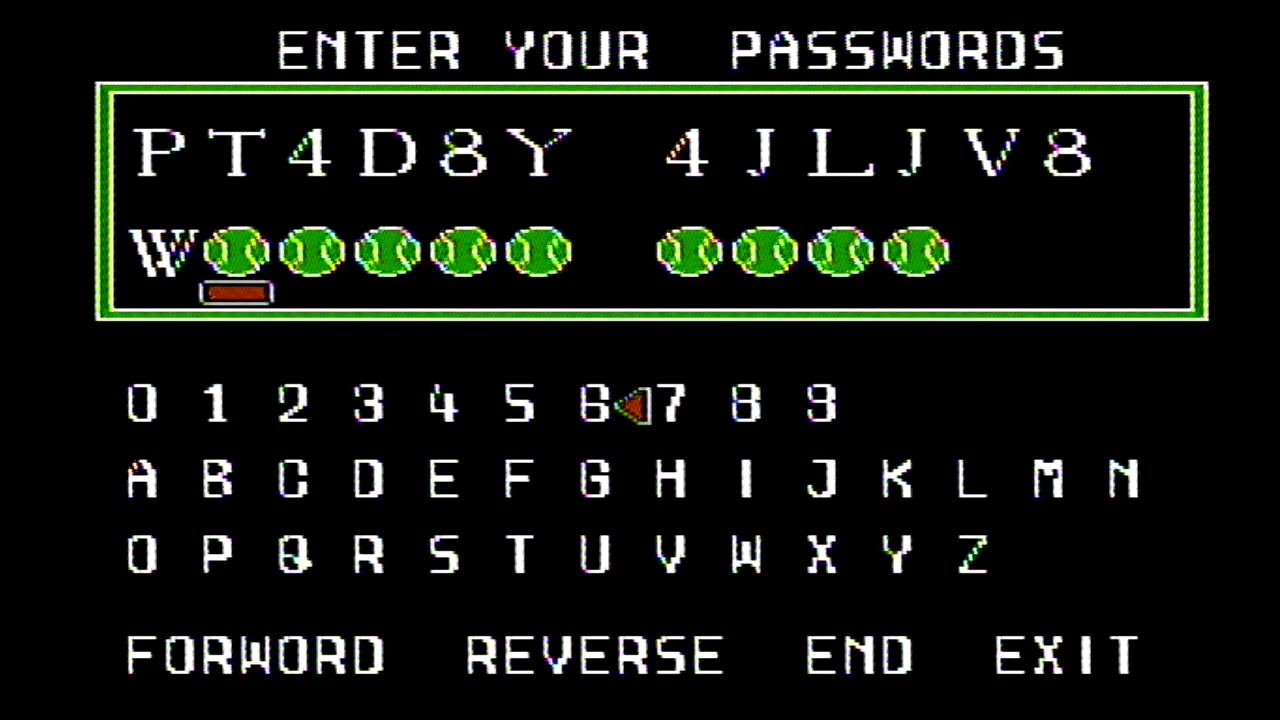 ENTER YOUR PASSWORDS
PT4D8Y 4JLJV8
W
0 1 2 3 4 5 6 7 8 9
A B C D E F G H I J K L M N
O P Q R S T U V W X Y Z
FORWORD REVERSE END EXIT